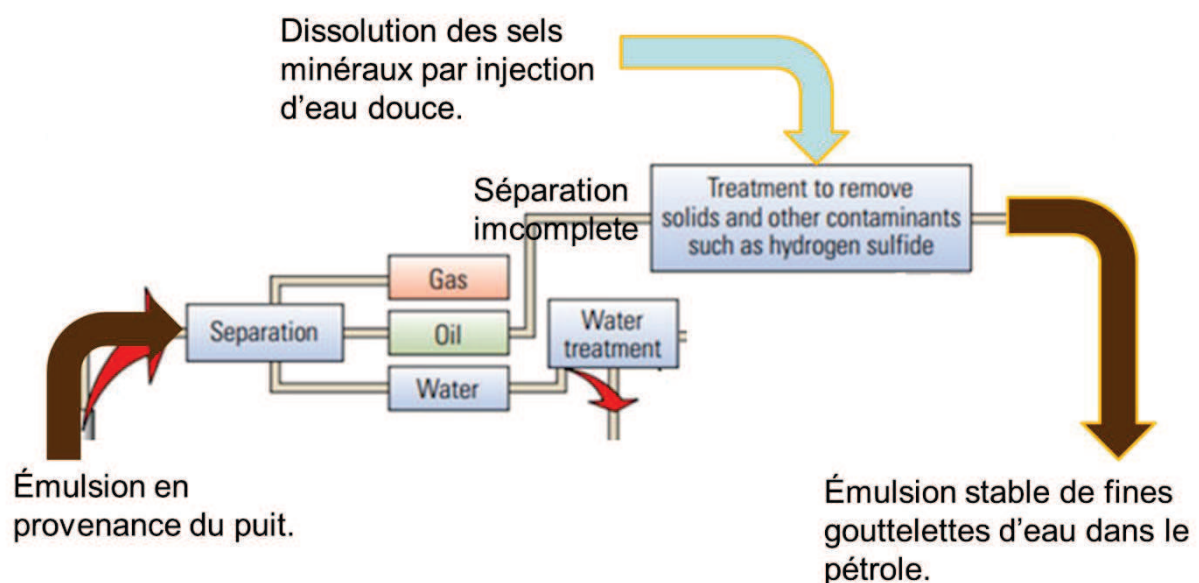 Dissolution des sels
minéraux par injection
d'eau douce.
Séparation
imcomplete
Treatment to remove
solids and other contaminants
such as hydrogen sulfide
Gas
Separation
Oil
Water
treatment
Water
Émulsion en
provenance du puit.
Émulsion stable de fines
gouttelettes d'eau dans le
pétrole.